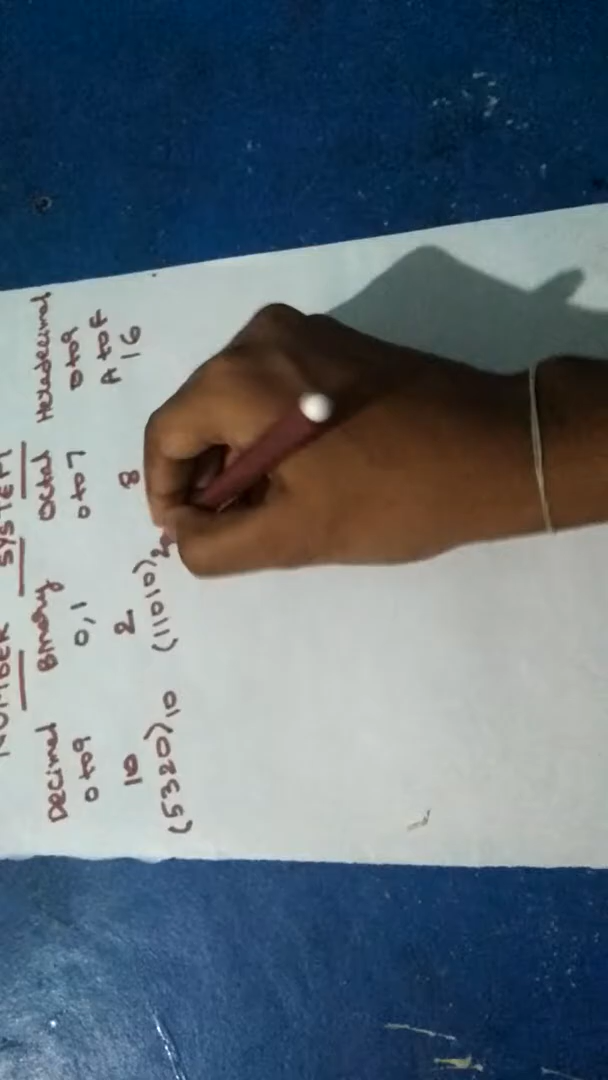 NUMBER SYSTEM
Decimal Binary Octal Hexadecimal
0 to 9 0, 1 0 to 7 0 to 9
A to F
10 2 8 16
(5320)10 (11010)2